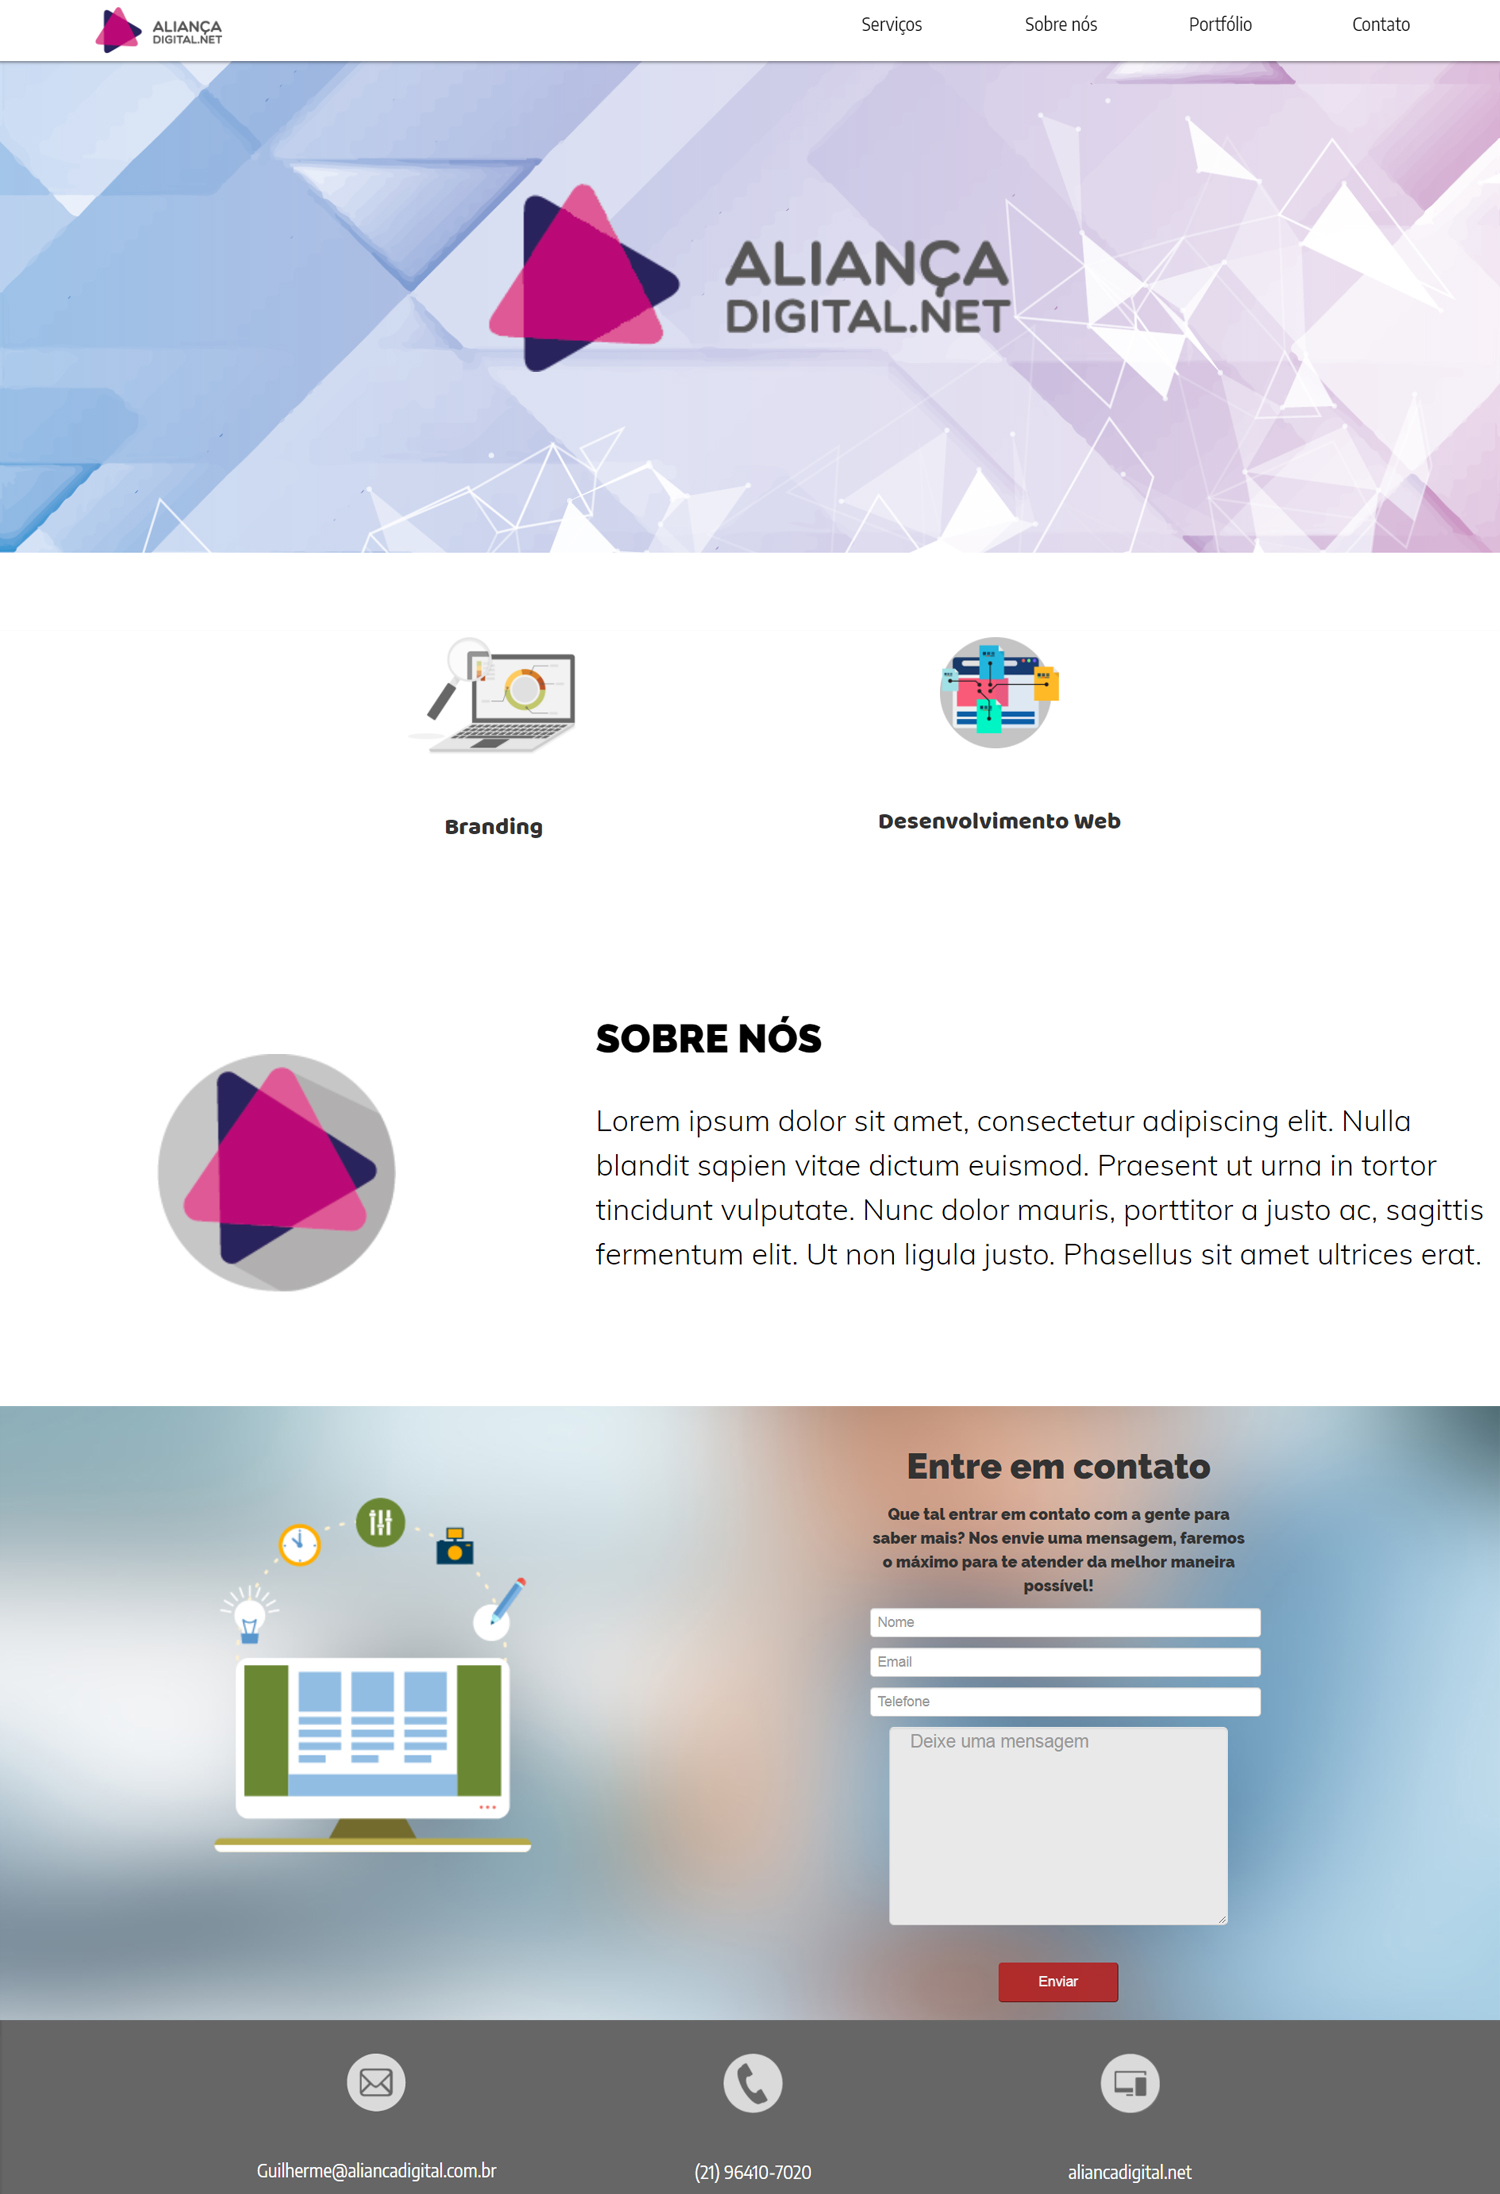 ALIANÇA
DIGITAL.NET
Serviços
Sobre nós
Portfólio
Contato
ALIANÇA
DIGITAL.NET
Branding
Desenvolvimento Web
SOBRE NÓS
Lorem ipsum dolor sit amet, consectetur adipiscing elit. Nulla
blandit sapien vitae dictum euismod. Praesent ut urna in tortor
tincidunt vulputate. Nunc dolor mauris, porttitor a justo ac, sagittis
fermentum elit. Ut non ligula justo. Phasellus sit amet ultrices erat.
Entre em contato
Que tal entrar em contato com a gente para
saber mais? Nos envie uma mensagem, faremos
o máximo para te atender da melhor maneira
possível!
Nome
Email
Telefone
Deixe uma mensagem
Enviar
Guilherme@aliancadigital.com.br
(21) 96410-7020
aliancadigital.net